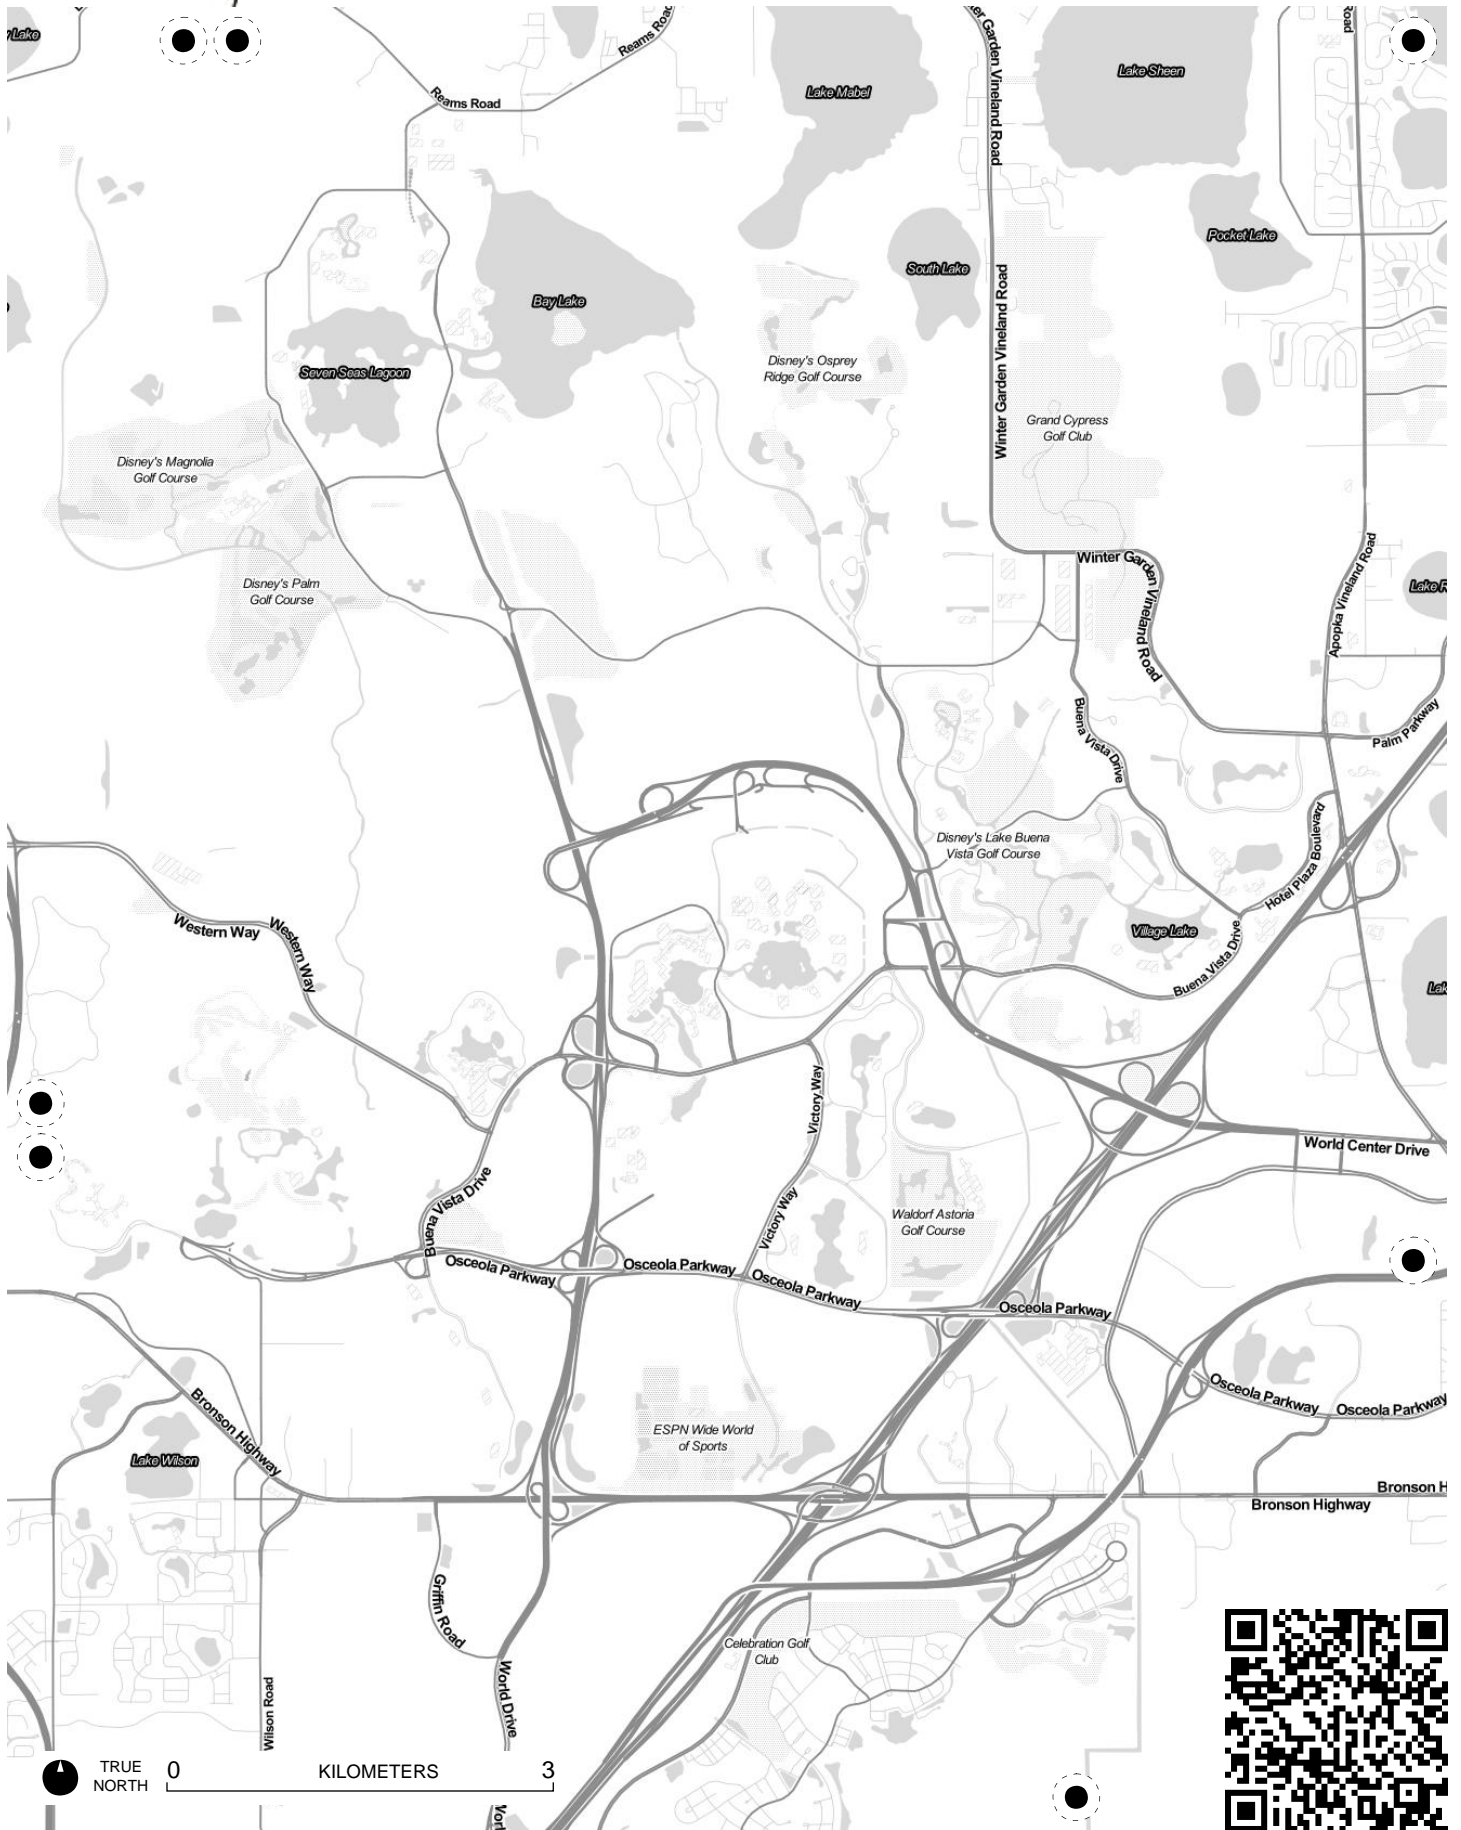 Reams Road
Reams Road
Lake Mabel
Winter Garden Vineland Road
Lake Sheen
Road
Lake
Pocket Lake
South Lake
Bay Lake
Winter Garden Vineland Road
Seven Seas Lagoon
Disney's Osprey
Ridge Golf Course
Grand Cypress
Golf Club
Disney's Magnolia
Golf Course
Disney's Palm
Golf Course
Winter Garden Vineland Road
Apopka Vineland Road
Lake R
Buena Vista Drive
Palm Parkway
Disney's Lake Buena
Vista Golf Course
Hotel Plaza Boulevard
Western Way
Western Way
Village Lake
Buena Vista Drive
Lak
Victory Way
World Center Drive
Buena Vista Drive
Victory Way
Waldorf Astoria
Golf Course
Osceola Parkway
Osceola Parkway
Osceola Parkway
Osceola Parkway
Osceola Parkway
Osceola Parkway
Bronson Highway
ESPN Wide World
of Sports
Lake Wilson
Bronson H
Bronson Highway
Griffin Road
Celebration Golf
Club
World Drive
Wilson Road
TRUE
NORTH
0 KILOMETERS 3
Worl